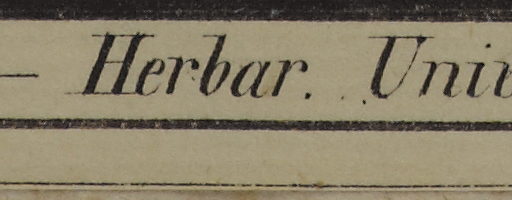 — Herbar. Univ